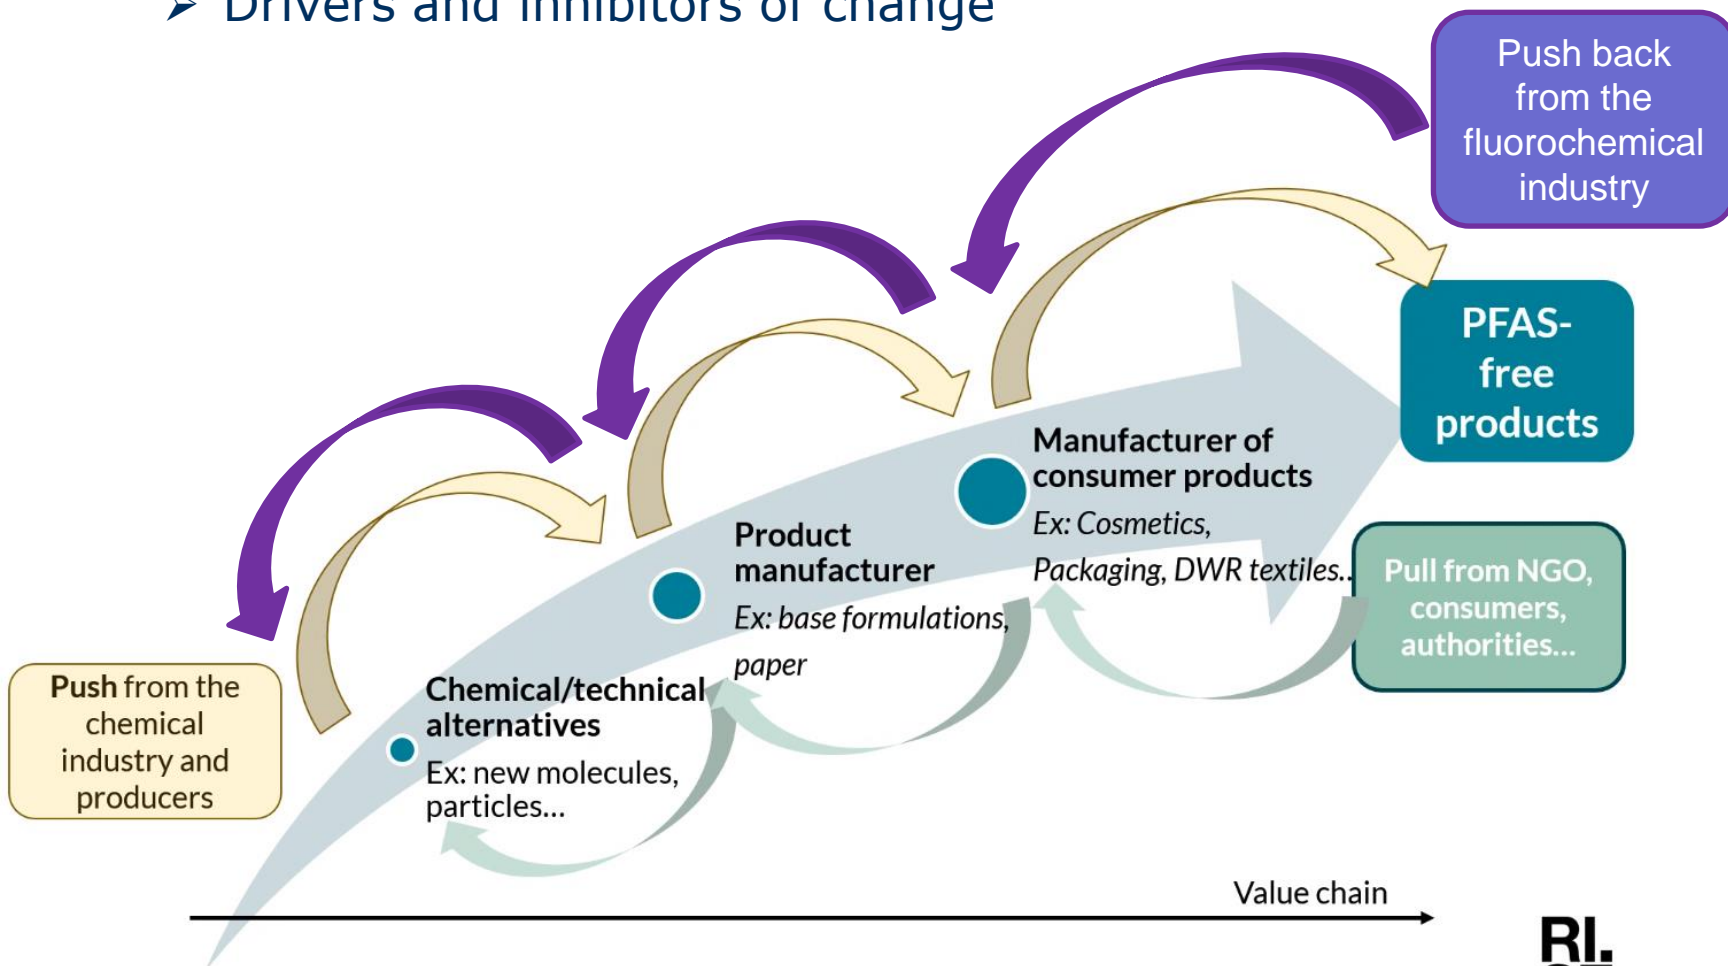 ➢ Drivers and inhibitors of change
Push back
from the
fluorochemical
industry
PFAS-
free
products
Manufacturer of
consumer products
Ex: Cosmetics,
Packaging, DWR textiles..
Product
manufacturer
Ex: base formulations,
paper
Pull from NGO,
consumers,
authorities...
Chemical/technical
alternatives
Ex: new molecules,
particles...
Push from the
chemical
industry and
producers
Value chain
RI.